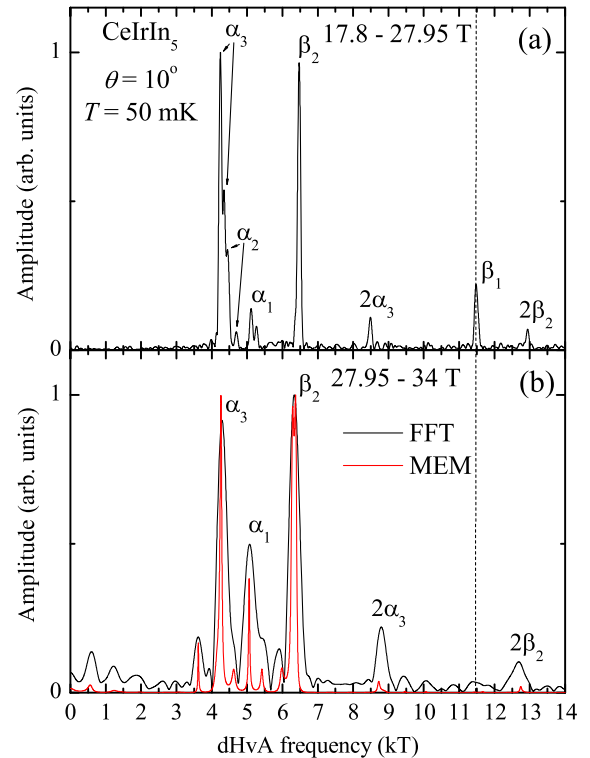 CeIrIn₅
θ = 10°
T = 50 mK
17.8 - 27.95 T
(a)
α₃
α₂
α₁
β₂
2α₃
β₁
2β₂
Amplitude (arb. units)
1
0
27.95 - 34 T
(b)
α₃
α₁
β₂
FFT
MEM
2α₃
2β₂
Amplitude (arb. units)
1
0
0 1 2 3 4 5 6 7 8 9 10 11 12 13 14
dHvA frequency (kT)